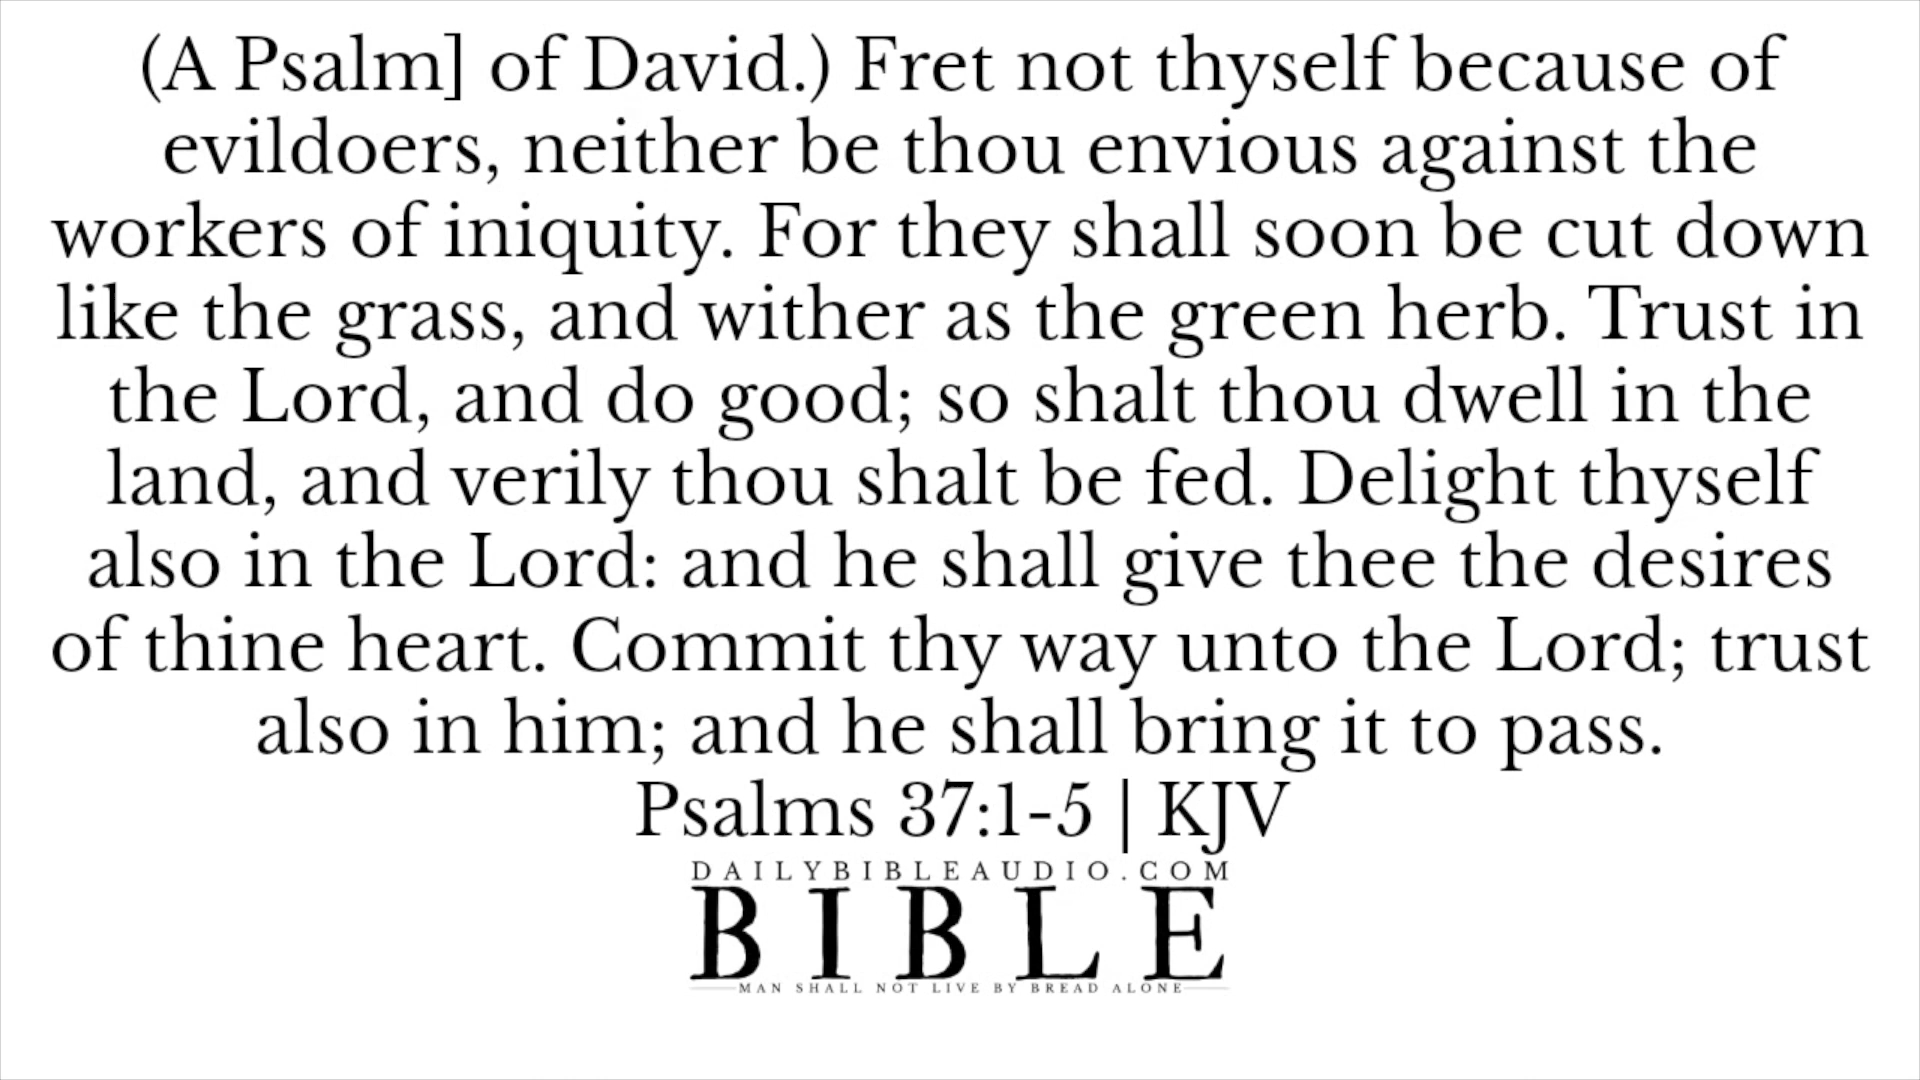 (A Psalm] of David.) Fret not thyself because of
evildoers, neither be thou envious against the
workers of iniquity. For they shall soon be cut down
like the grass, and wither as the green herb. Trust in
the Lord, and do good; so shalt thou dwell in the
land, and verily thou shalt be fed. Delight thyself
also in the Lord: and he shall give thee the desires
of thine heart. Commit thy way unto the Lord; trust
also in him; and he shall bring it to pass.
Psalms 37:1-5 | KJV
DAILYBIBLEAUDIO.COM
BIBLE
MAN SHALL NOT LIVE BY BREAD ALONE